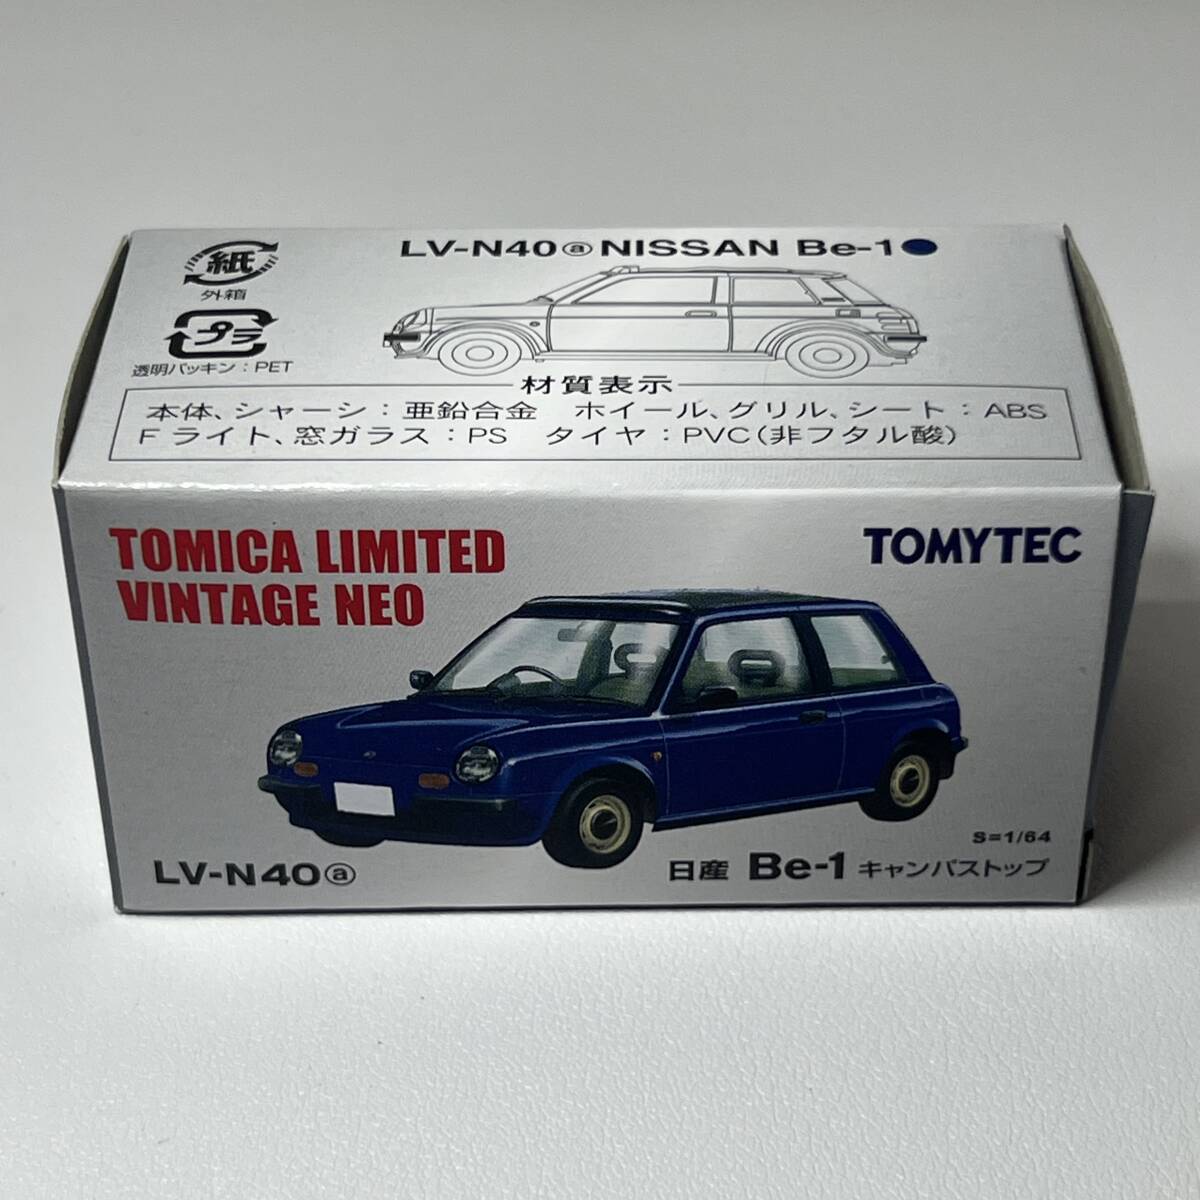 LV-N40ⓐNISSAN Be-1
紙
外箱
プラ
透明パッキン：PET
材質表示
本体、シャーシ：亜鉛合金　ホイール、グリル、シート：ABS
Fライト、窓ガラス：PS　タイヤ：PVC(非フタル酸)
TOMICA LIMITED
VINTAGE NEO
TOMYTEC
S=1/64
LV-N40ⓐ
日産 Be-1 キャンバストップ